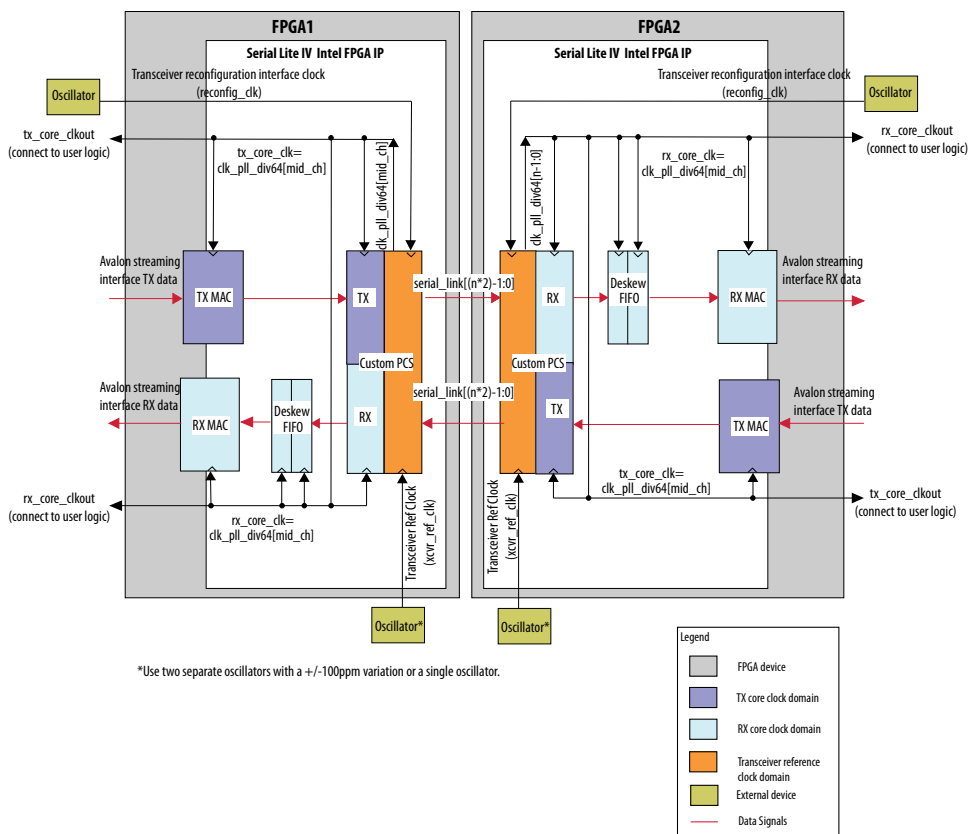 FPGA1
FPGA2
Serial Lite IV Intel FPGA IP
Serial Lite IV Intel FPGA IP
Transceiver reconfiguration interface clock
(reconfig_clk)
Transceiver reconfiguration interface clock
(reconfig_clk)
Oscillator
Oscillator
tx_core_clkout
(connect to user logic)
tx_core_clk=
clk_pll_div64[mid_ch]
clk_pll_div64[mid_ch]
clk_pll_div64[n-1:0]
rx_core_clk=
clk_pll_div64[mid_ch]
rx_core_clkout
(connect to user logic)
Avalon streaming
interface TX data
TX MAC
TX
serial_link[(n*2)-1:0]
RX
Deskew
FIFO
RX MAC
Avalon streaming
interface RX data
Custom PCS
Custom PCS
Avalon streaming
interface RX data
RX MAC
Deskew
FIFO
RX
serial_link[(n*2)-1:0]
TX
TX MAC
Avalon streaming
interface TX data
rx_core_clkout
(connect to user logic)
rx_core_clk=
clk_pll_div64[mid_ch]
Transceiver Ref Clock
(xcvr_ref_clk)
Transceiver Ref Clock
(xcvr_ref_clk)
tx_core_clk=
clk_pll_div64[mid_ch]
tx_core_clkout
(connect to user logic)
Oscillator*
Oscillator*
*Use two separate oscillators with a +/-100ppm variation or a single oscillator.
Legend
FPGA device
TX core clock domain
RX core clock domain
Transceiver reference
clock domain
External device
Data Signals